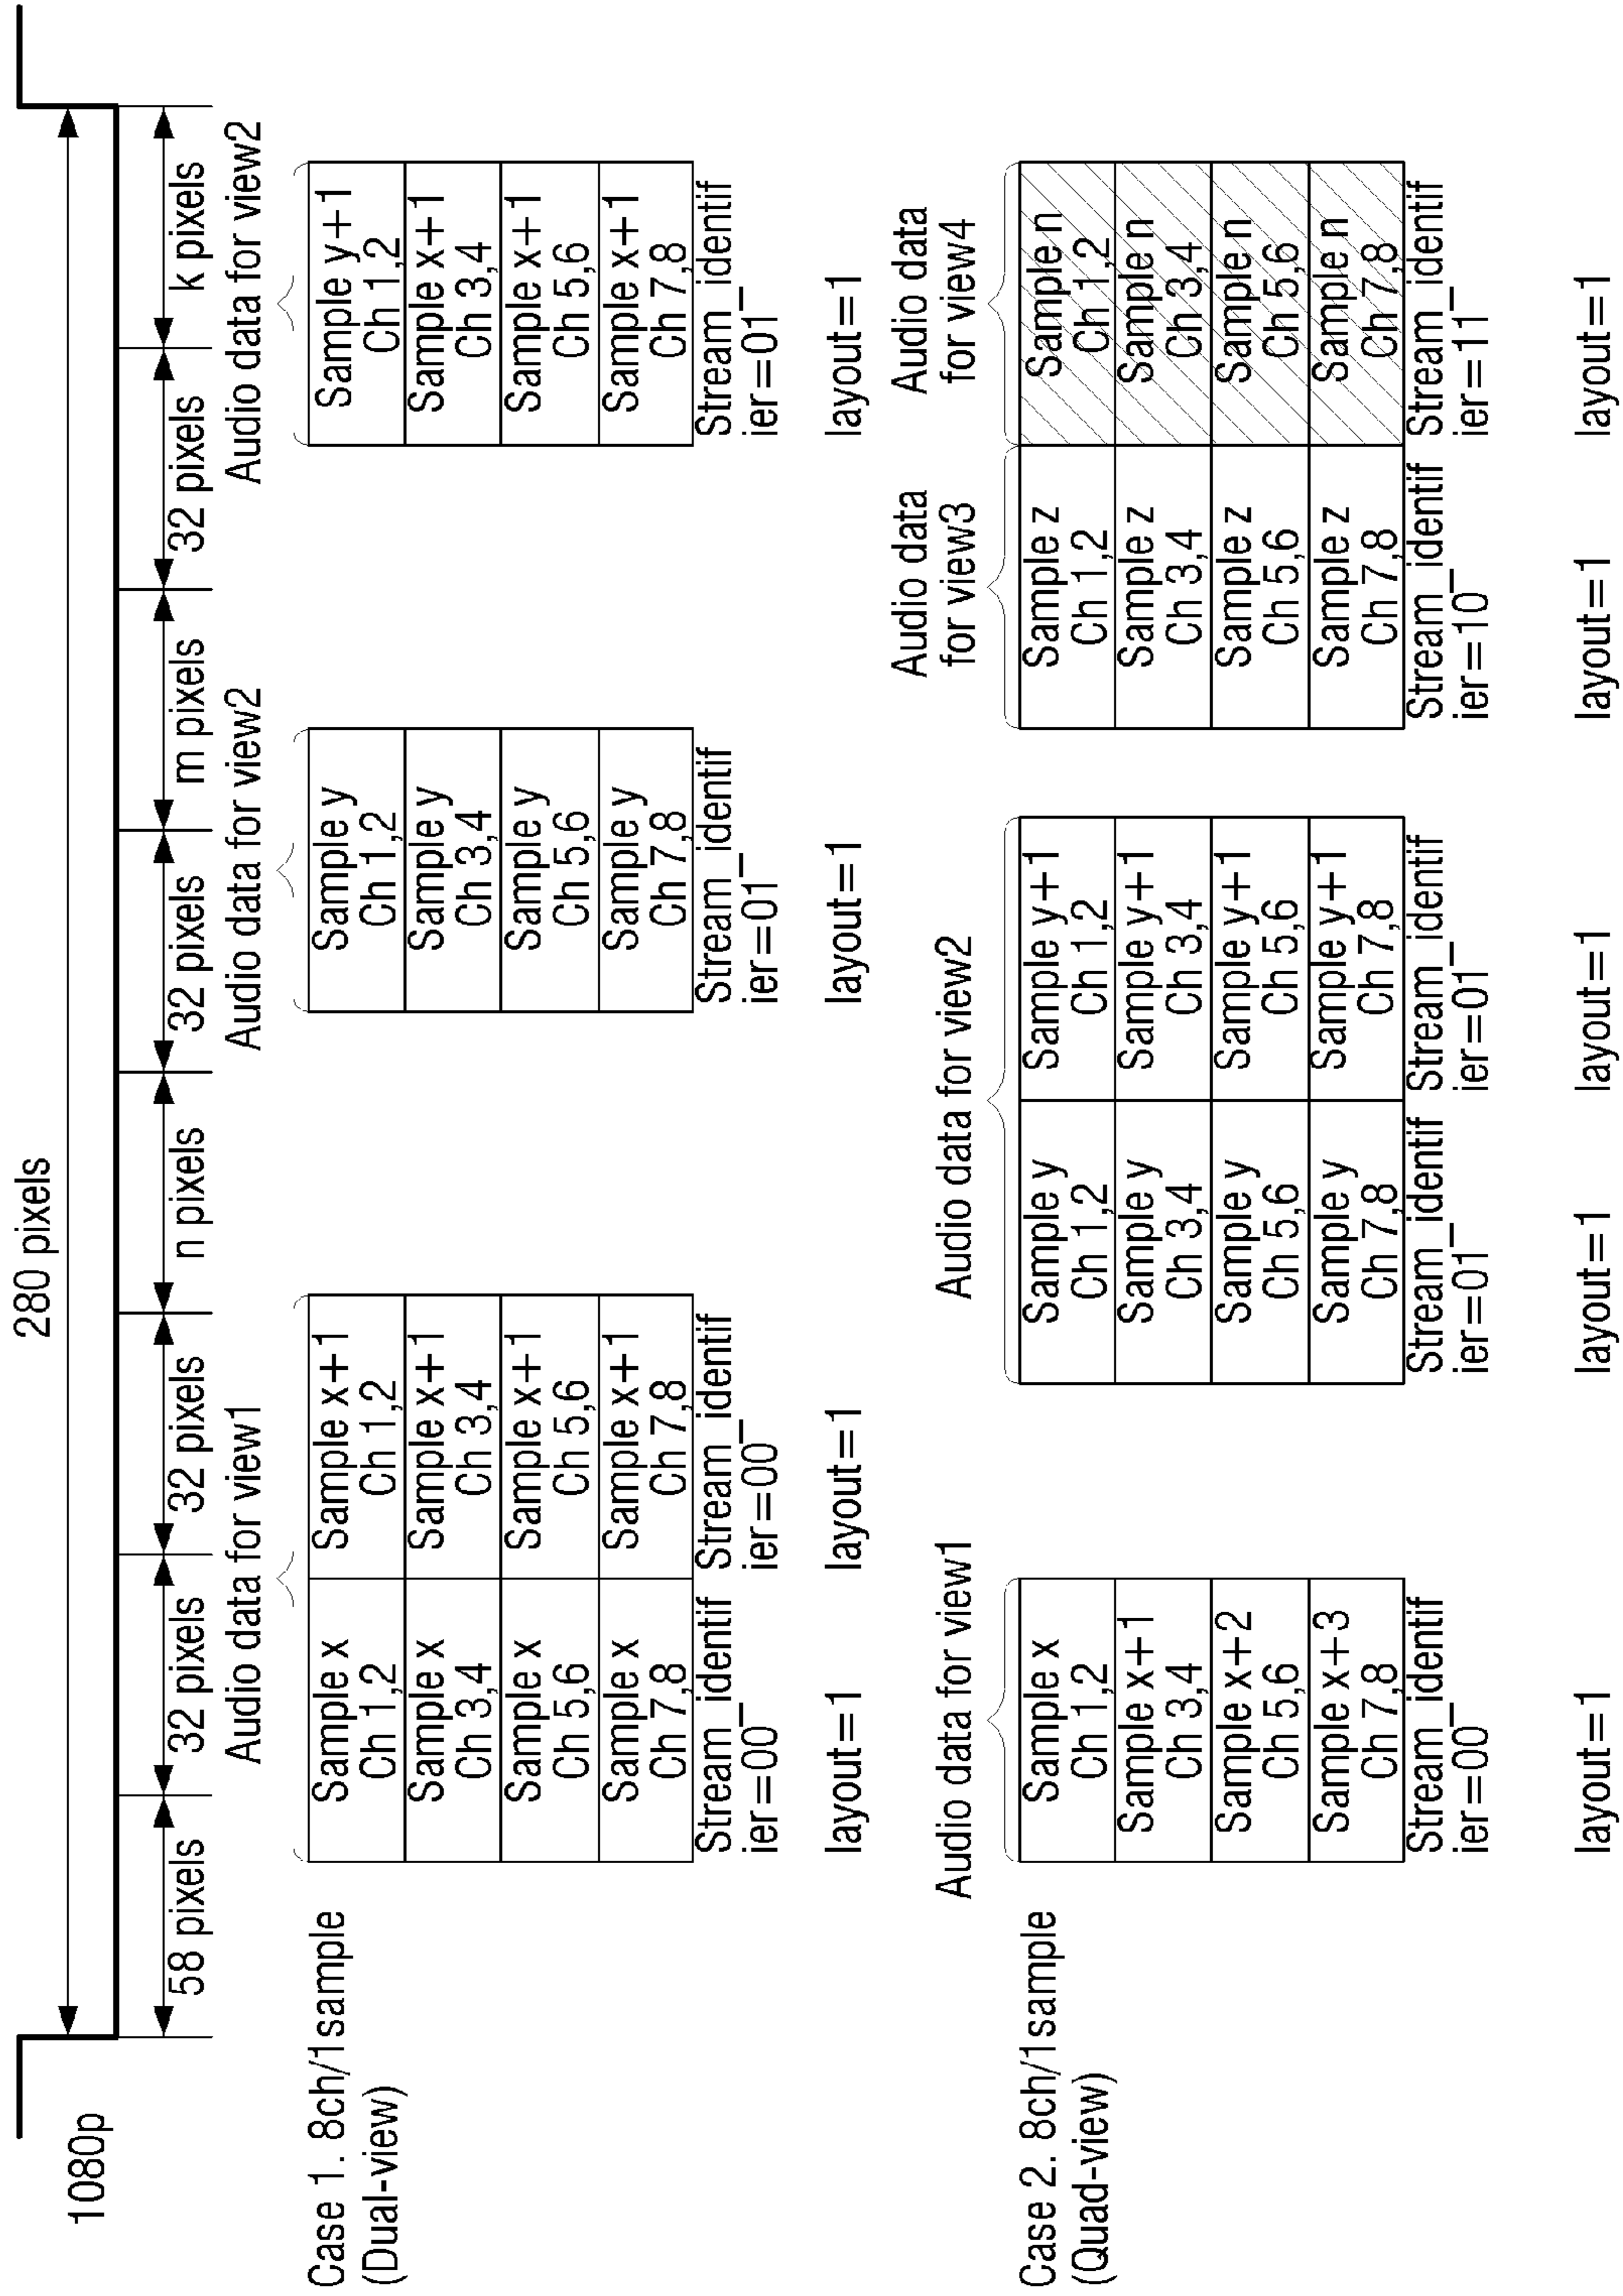 280 pixels
1080p
58 pixels
32 pixels
32 pixels
n pixels
32 pixels
m pixels
32 pixels
k pixels
Case 1. 8ch/1sample
(Dual-view)
Audio data for view1
Sample x
Ch 1,2
Sample x
Ch 3,4
Sample x
Ch 5,6
Sample x
Ch 7,8
Stream_identif
ier=00
layout=1
Sample x+1
Ch 1,2
Sample x+1
Ch 3,4
Sample x+1
Ch 5,6
Sample x+1
Ch 7,8
Stream_identif
ier=00
layout=1
Audio data for view2
Sample y
Ch 1,2
Sample y
Ch 3,4
Sample y
Ch 5,6
Sample y
Ch 7,8
Stream_identif
ier=01
layout=1
Audio data for view2
Sample y+1
Ch 1,2
Sample x+1
Ch 3,4
Sample x+1
Ch 5,6
Sample x+1
Ch 7,8
Stream_identif
ier=01
layout=1
Case 2. 8ch/1sample
(Quad-view)
Audio data for view1
Sample x
Ch 1,2
Sample x+1
Ch 3,4
Sample x+2
Ch 5,6
Sample x+3
Ch 7,8
Stream_identif
ier=00
layout=1
Audio data for view2
Sample y
Ch 1,2
Sample y
Ch 3,4
Sample y
Ch 5,6
Sample y
Ch 7,8
Stream_identif
ier=01
layout=1
Sample y+1
Ch 1,2
Sample y+1
Ch 3,4
Sample y+1
Ch 5,6
Sample y+1
Ch 7,8
Stream_identif
ier=01
layout=1
Audio data
for view3
Sample z
Ch 1,2
Sample z
Ch 3,4
Sample z
Ch 5,6
Sample z
Ch 7,8
Stream_identif
ier=10
layout=1
Audio data
for view4
Sample n
Ch 1,2
Sample n
Ch 3,4
Sample n
Ch 5,6
Sample n
Ch 7,8
Stream_identif
ier=11
layout=1